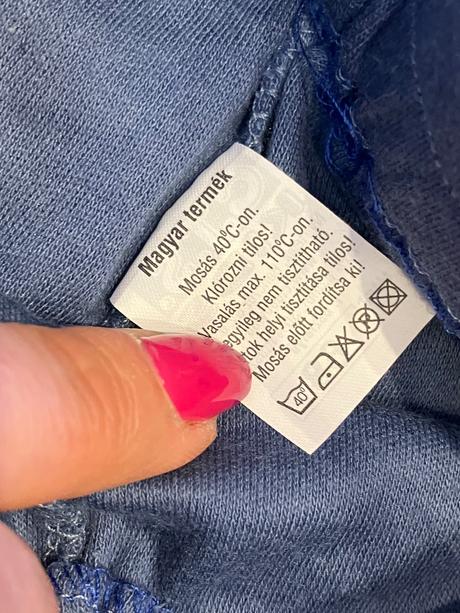 Magyar termék
Mosás 40°C-on.
Klórozni tilos!
Vasalás max. 110°C-on.
nem tisztítható.
helyi tisztítása tilos!
Mosás előtt fordítsa ki!
40°